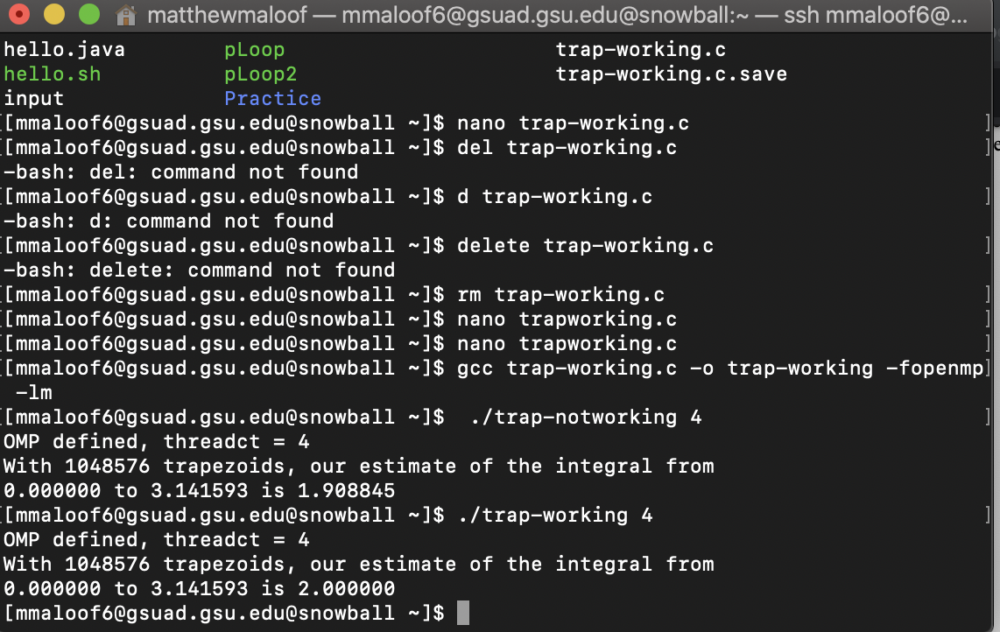 matthewmaloof — mmaloof6@gsuad.gsu.edu@snowball:~ — ssh mmaloof6@...
hello.java pLoop trap-working.c
hello.sh pLoop2 trap-working.c.save
input Practice
[mmaloof6@gsuad.gsu.edu@snowball ~]$ nano trap-working.c
[mmaloof6@gsuad.gsu.edu@snowball ~]$ del trap-working.c
-bash: del: command not found
[mmaloof6@gsuad.gsu.edu@snowball ~]$ d trap-working.c
-bash: d: command not found
[mmaloof6@gsuad.gsu.edu@snowball ~]$ delete trap-working.c
-bash: delete: command not found
[mmaloof6@gsuad.gsu.edu@snowball ~]$ rm trap-working.c
[mmaloof6@gsuad.gsu.edu@snowball ~]$ nano trapworking.c
[mmaloof6@gsuad.gsu.edu@snowball ~]$ nano trapworking.c
[mmaloof6@gsuad.gsu.edu@snowball ~]$ gcc trap-working.c -o trap-working -fopenmp
-lm
[mmaloof6@gsuad.gsu.edu@snowball ~]$  ./trap-notworking 4
OMP defined, threadct = 4
With 1048576 trapezoids, our estimate of the integral from
0.000000 to 3.141593 is 1.908845
[mmaloof6@gsuad.gsu.edu@snowball ~]$ ./trap-working 4
OMP defined, threadct = 4
With 1048576 trapezoids, our estimate of the integral from
0.000000 to 3.141593 is 2.000000
[mmaloof6@gsuad.gsu.edu@snowball ~]$